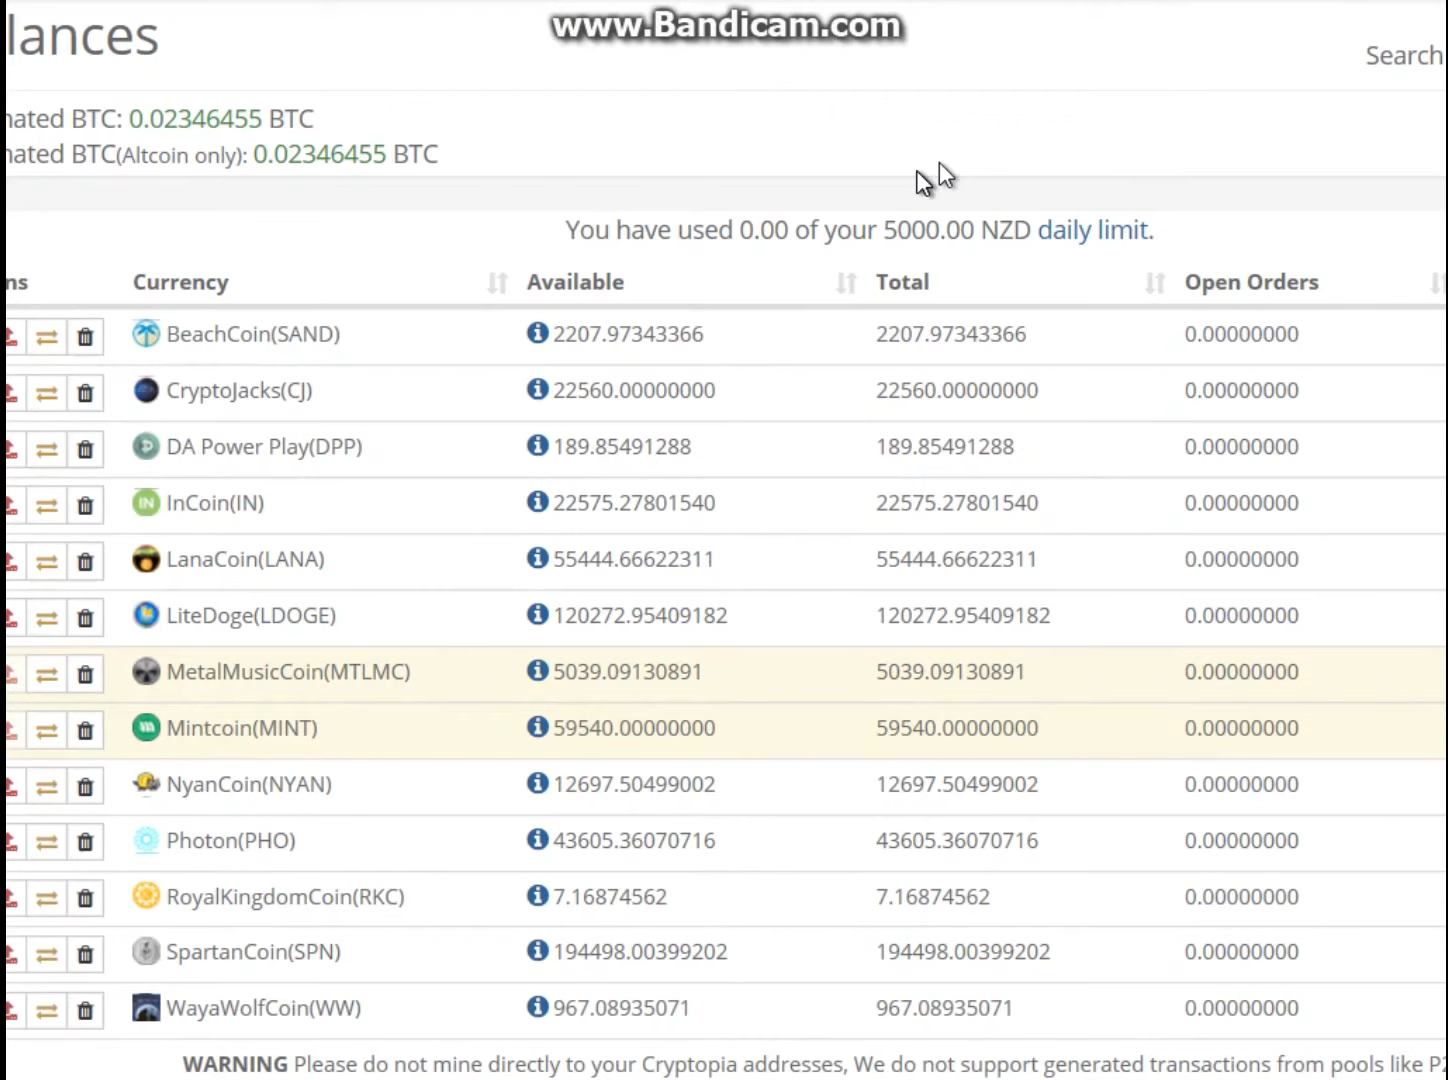 www.Bandicam.com
lances
Search
nated BTC: 0.02346455 BTC
nated BTC(Altcoin only): 0.02346455 BTC
You have used 0.00 of your 5000.00 NZD daily limit.
ns Currency Available Total Open Orders
BeachCoin(SAND) 2207.97343366 2207.97343366 0.00000000
CryptoJacks(CJ) 22560.00000000 22560.00000000 0.00000000
DA Power Play(DPP) 189.85491288 189.85491288 0.00000000
IN InCoin(IN) 22575.27801540 22575.27801540 0.00000000
LanaCoin(LANA) 55444.66622311 55444.66622311 0.00000000
LiteDoge(LDOGE) 120272.95409182 120272.95409182 0.00000000
MetalMusicCoin(MTLMC) 5039.09130891 5039.09130891 0.00000000
Mintcoin(MINT) 59540.00000000 59540.00000000 0.00000000
NyanCoin(NYAN) 12697.50499002 12697.50499002 0.00000000
Photon(PHO) 43605.36070716 43605.36070716 0.00000000
RoyalKingdomCoin(RKC) 7.16874562 7.16874562 0.00000000
SpartanCoin(SPN) 194498.00399202 194498.00399202 0.00000000
WayaWolfCoin(WW) 967.08935071 967.08935071 0.00000000
WARNING Please do not mine directly to your Cryptopia addresses, We do not support generated transactions from pools like